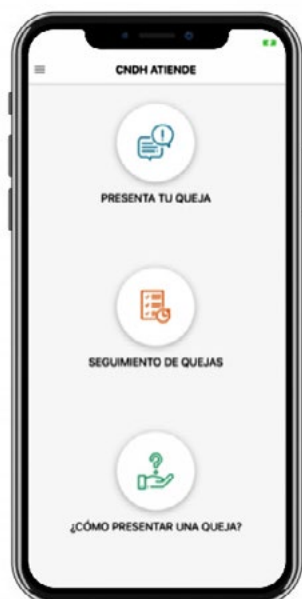 CNDH ATIENDE
PRESENTA TU QUEJA
SEGUIMIENTO DE QUEJAS
¿CÓMO PRESENTAR UNA QUEJA?